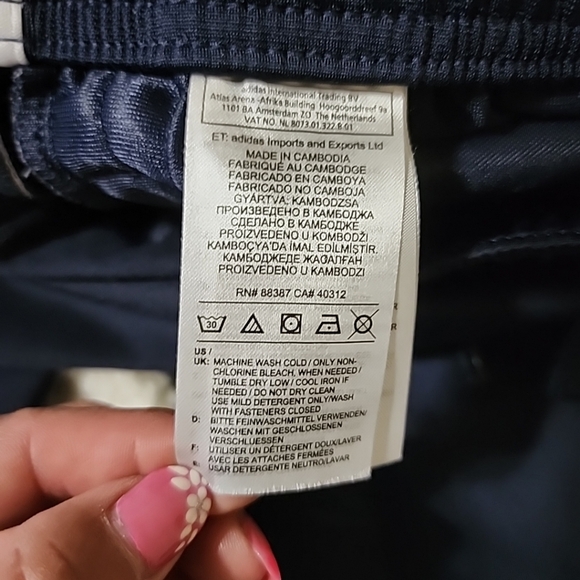 adidas International Trading BV
Atlas Arena -Afrika Building Hoogoorddreef 9a
1101 BA Amsterdam ZO The Netherlands
VAT NO. NL 8073.01.322.B.01
ET: adidas Imports and Exports Ltd
MADE IN CAMBODIA
FABRIQUÉ AU CAMBODGE
FABRICADO EN CAMBOYA
FABRICADO NO CAMBOJA
GYÁRTVA: KAMBODZSA
ПРОИЗВЕДЕНО В КАМБОДЖА
СДЕЛАНО В КАМБОДЖЕ
PROIZVEDENO U KOMBODŽI
KAMBOÇYA'DA İMAL EDİLMİŞTİR.
КАМБОДЖЕДЕ ЖАСАЛҒАН
PROIZVEDENO U KAMBODZI
RN# 88387 CA# 40312
30
US /
UK: MACHINE WASH COLD / ONLY NON-
CHLORINE BLEACH, WHEN NEEDED /
TUMBLE DRY LOW / COOL IRON IF
NEEDED / DO NOT DRY CLEAN
USE MILD DETERGENT ONLY/WASH
WITH FASTENERS CLOSED
D: BITTE FEINWASCHMITTEL VERWENDEN/
WASCHEN MIT GESCHLOSSENEN
VERSCHLUESSEN
F: UTILISER UN DÉTERGENT DOUX/LAVER
AVEC LES ATTACHES FERMÉES
E: USAR DETERGENTE NEUTRO/LAVAR
R
R